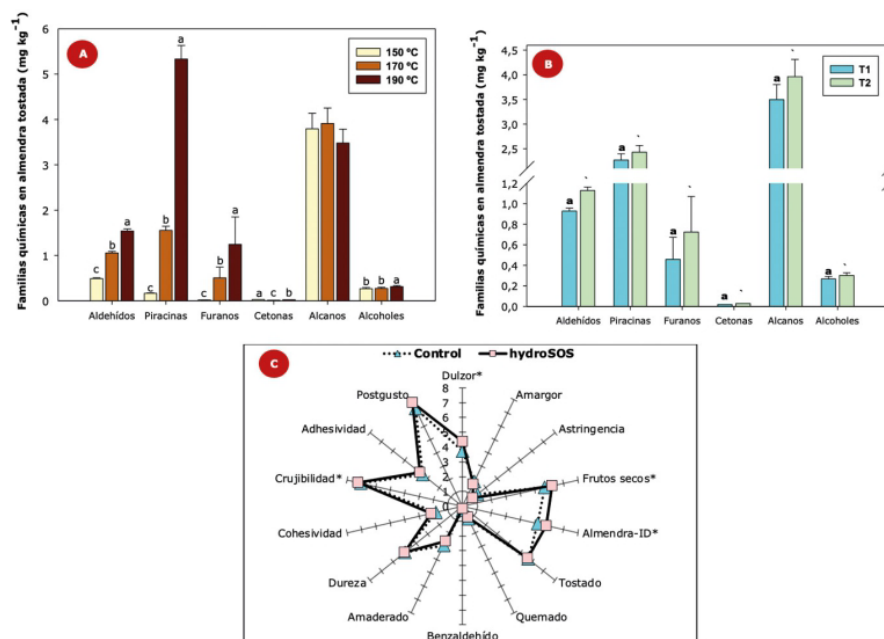 A
Familias químicas en almendra tostada (mg kg⁻¹)
6
5
4
3
2
1
0
150 ºC
170 ºC
190 ºC
c
b
a
c
b
a
c
b
a
a
c
b
b
b
a
Aldehídos Piracinas Furanos Cetonas Alcanos Alcoholes
B
Familias químicas en almendra tostada (mg kg⁻¹)
4,5
4,0
3,5
3,0
2,5
1,2
1,0
0,8
0,6
0,4
0,2
0,0
T1
T2
a
a
a
a
a
a
Aldehídos Piracinas Furanos Cetonas Alcanos Alcoholes
C
Control hydroSOS
Dulzor*
Amargor
Astringencia
Frutos secos*
Almendra-ID*
Tostado
Quemado
Benzaldehído
Amaderado
Dureza
Cohesividad
Crujibilidad*
Adhesividad
Postgusto
8
7
6
5
4
3
2
1
0